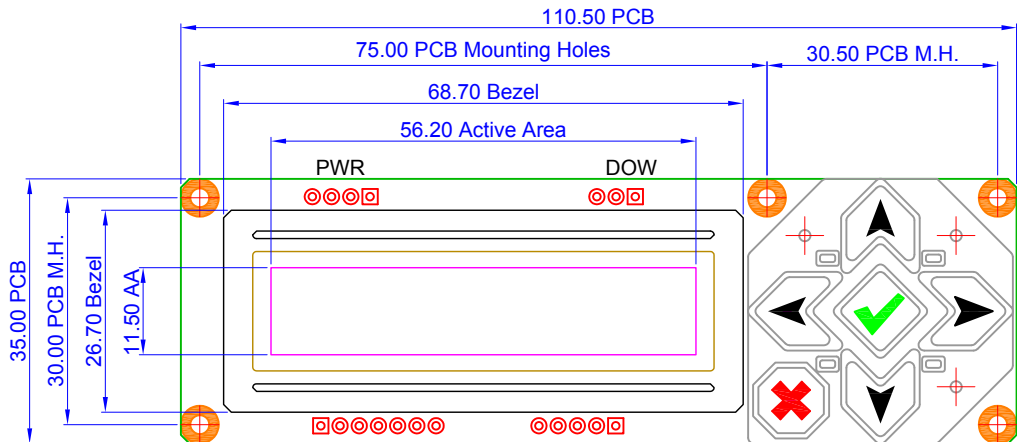 110.50 PCB
75.00 PCB Mounting Holes
30.50 PCB M.H.
68.70 Bezel
56.20 Active Area
PWR
DOW
35.00 PCB
30.00 PCB M.H.
26.70 Bezel
11.50 AA